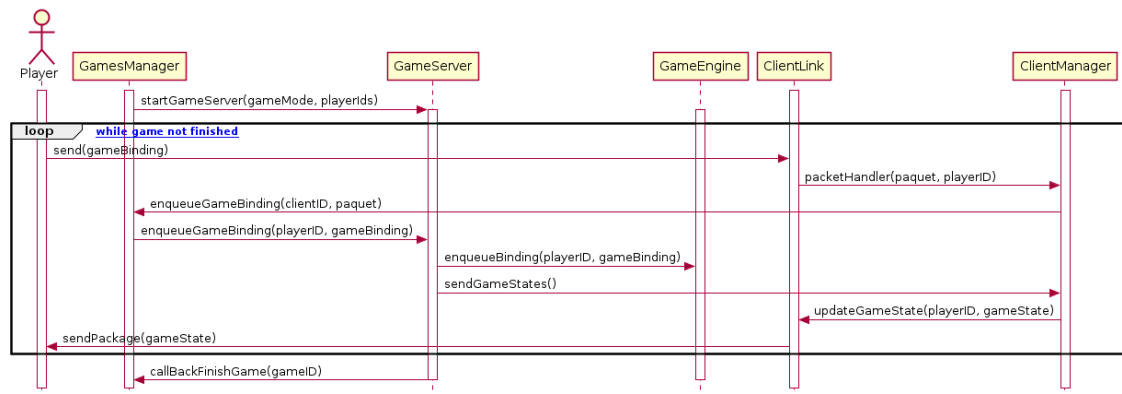 Player
GamesManager
GameServer
GameEngine
ClientLink
ClientManager
startGameServer(gameMode, playerIds)
loop
while game not finished
send(gameBinding)
packetHandler(paquet, playerID)
enqueueGameBinding(clientID, paquet)
enqueueGameBinding(playerID, gameBinding)
enqueueBinding(playerID, gameBinding)
sendGameStates()
updateGameState(playerID, gameState)
sendPackage(gameState)
callBackFinishGame(gameID)